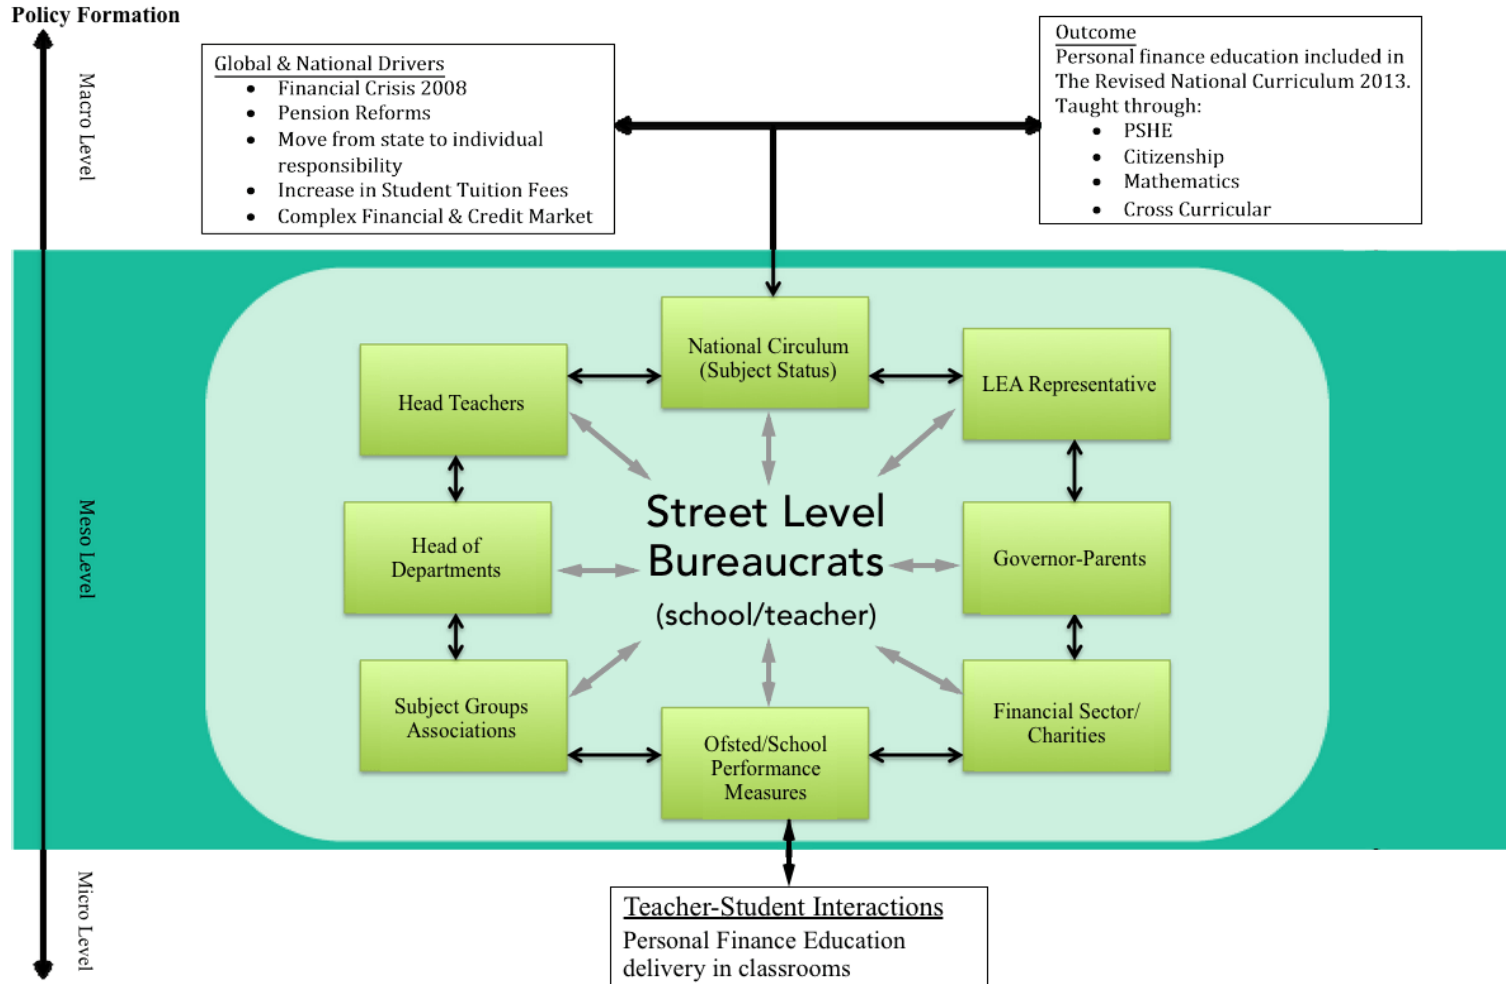 Policy Formation
Macro Level
Global & National Drivers
• Financial Crisis 2008
• Pension Reforms
• Move from state to individual
responsibility
• Increase in Student Tuition Fees
• Complex Financial & Credit Market
Outcome
Personal finance education included in
The Revised National Curriculum 2013.
Taught through:
• PSHE
• Citizenship
• Mathematics
• Cross Curricular
Meso Level
National Circulum
(Subject Status)
Head Teachers
LEA Representative
Head of
Departments
Street Level
Bureaucrats
(school/teacher)
Governor-Parents
Subject Groups
Associations
Ofsted/School
Performance
Measures
Financial Sector/
Charities
Micro Level
Teacher-Student Interactions
Personal Finance Education
delivery in classrooms